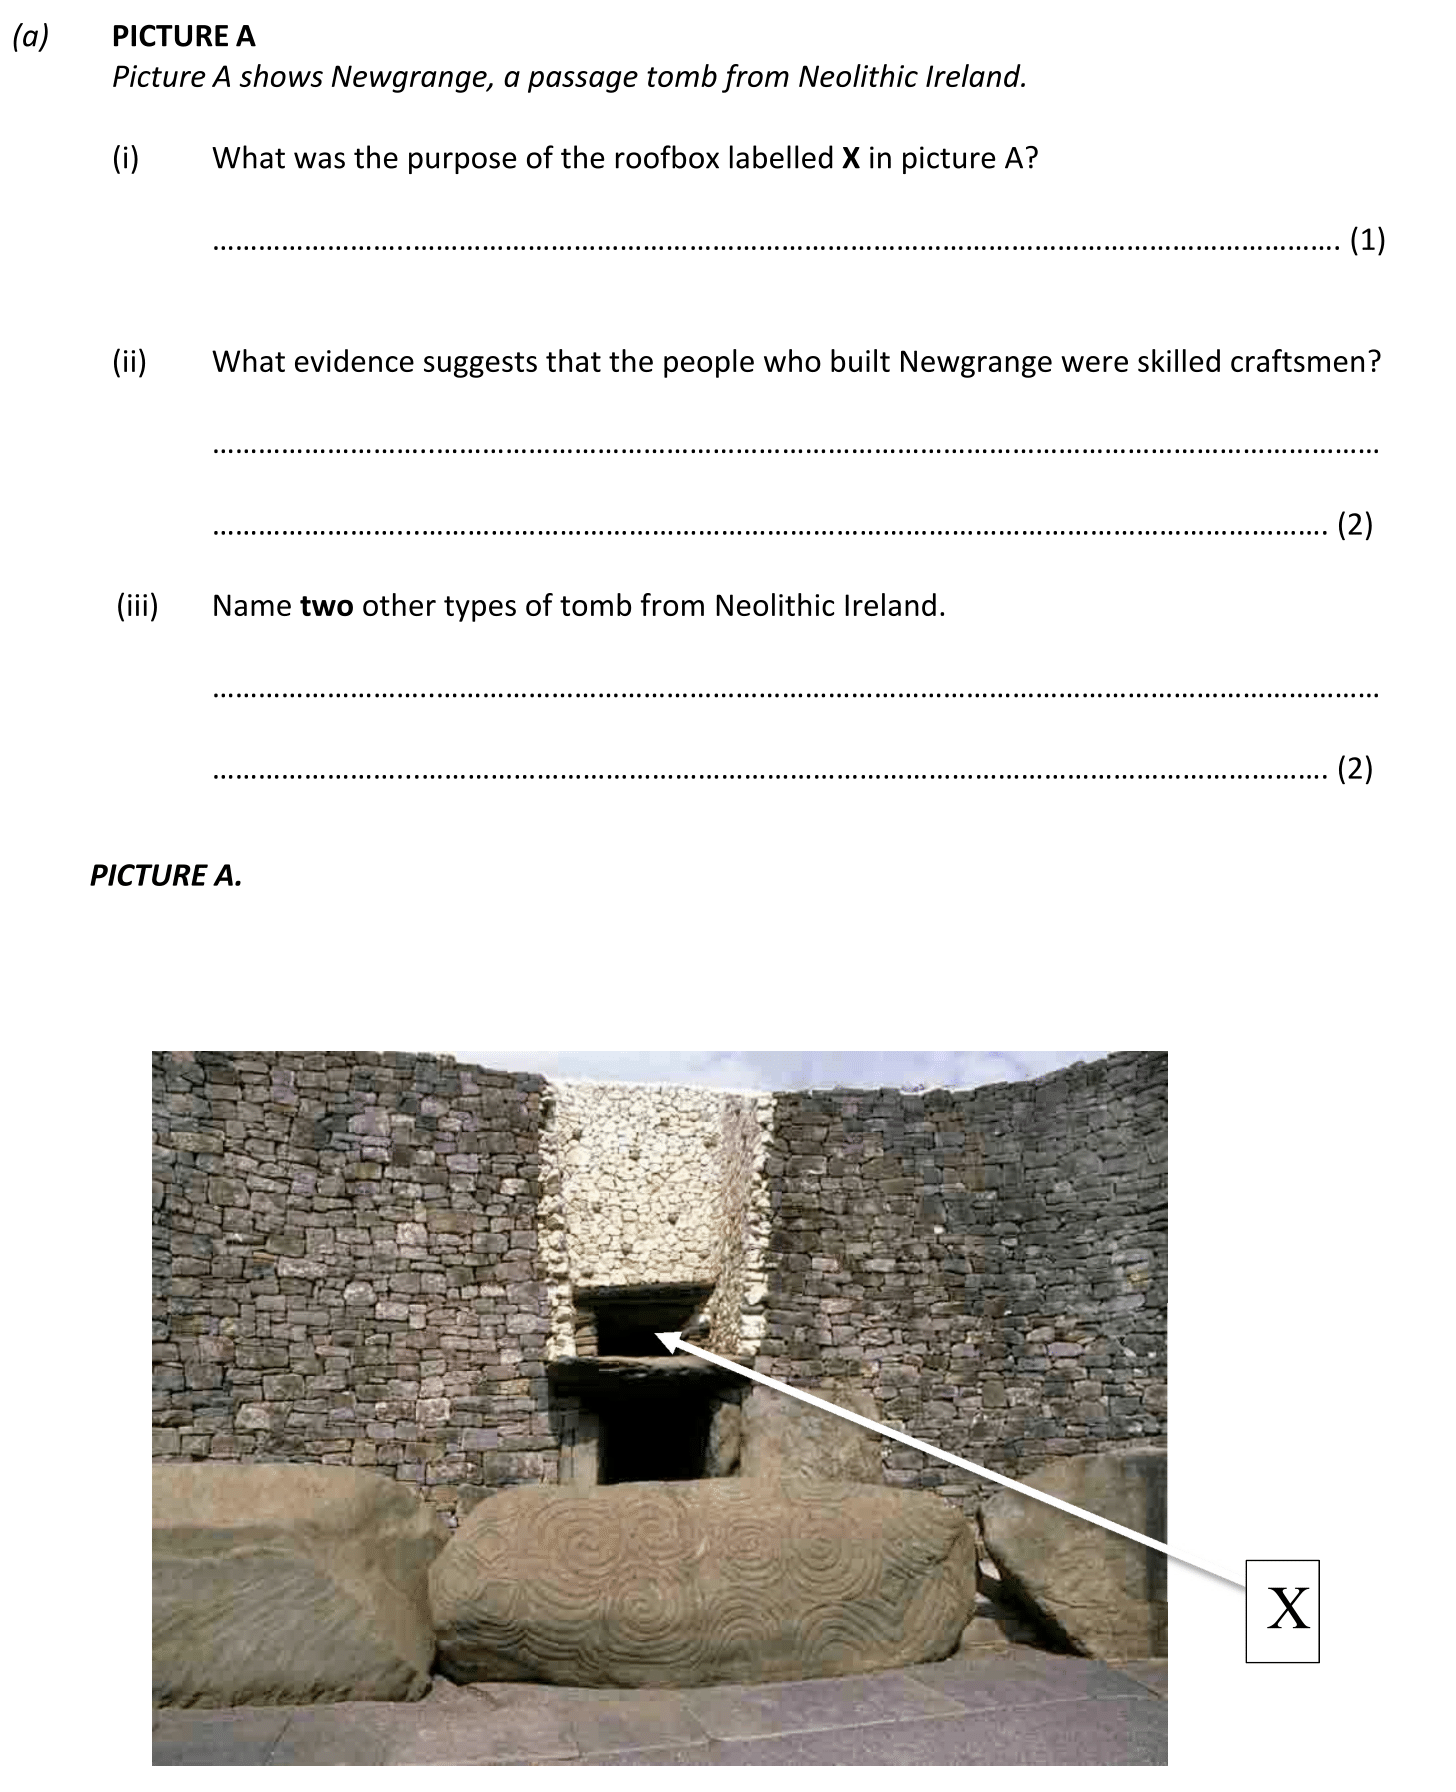 (a) PICTURE A
Picture A shows Newgrange, a passage tomb from Neolithic Ireland.
(i) What was the purpose of the roofbox labelled X in picture A?
........................................................................................................................ (1)
(ii) What evidence suggests that the people who built Newgrange were skilled craftsmen?
........................................................................................................................
........................................................................................................................ (2)
(iii) Name two other types of tomb from Neolithic Ireland.
........................................................................................................................
........................................................................................................................ (2)
PICTURE A.
X